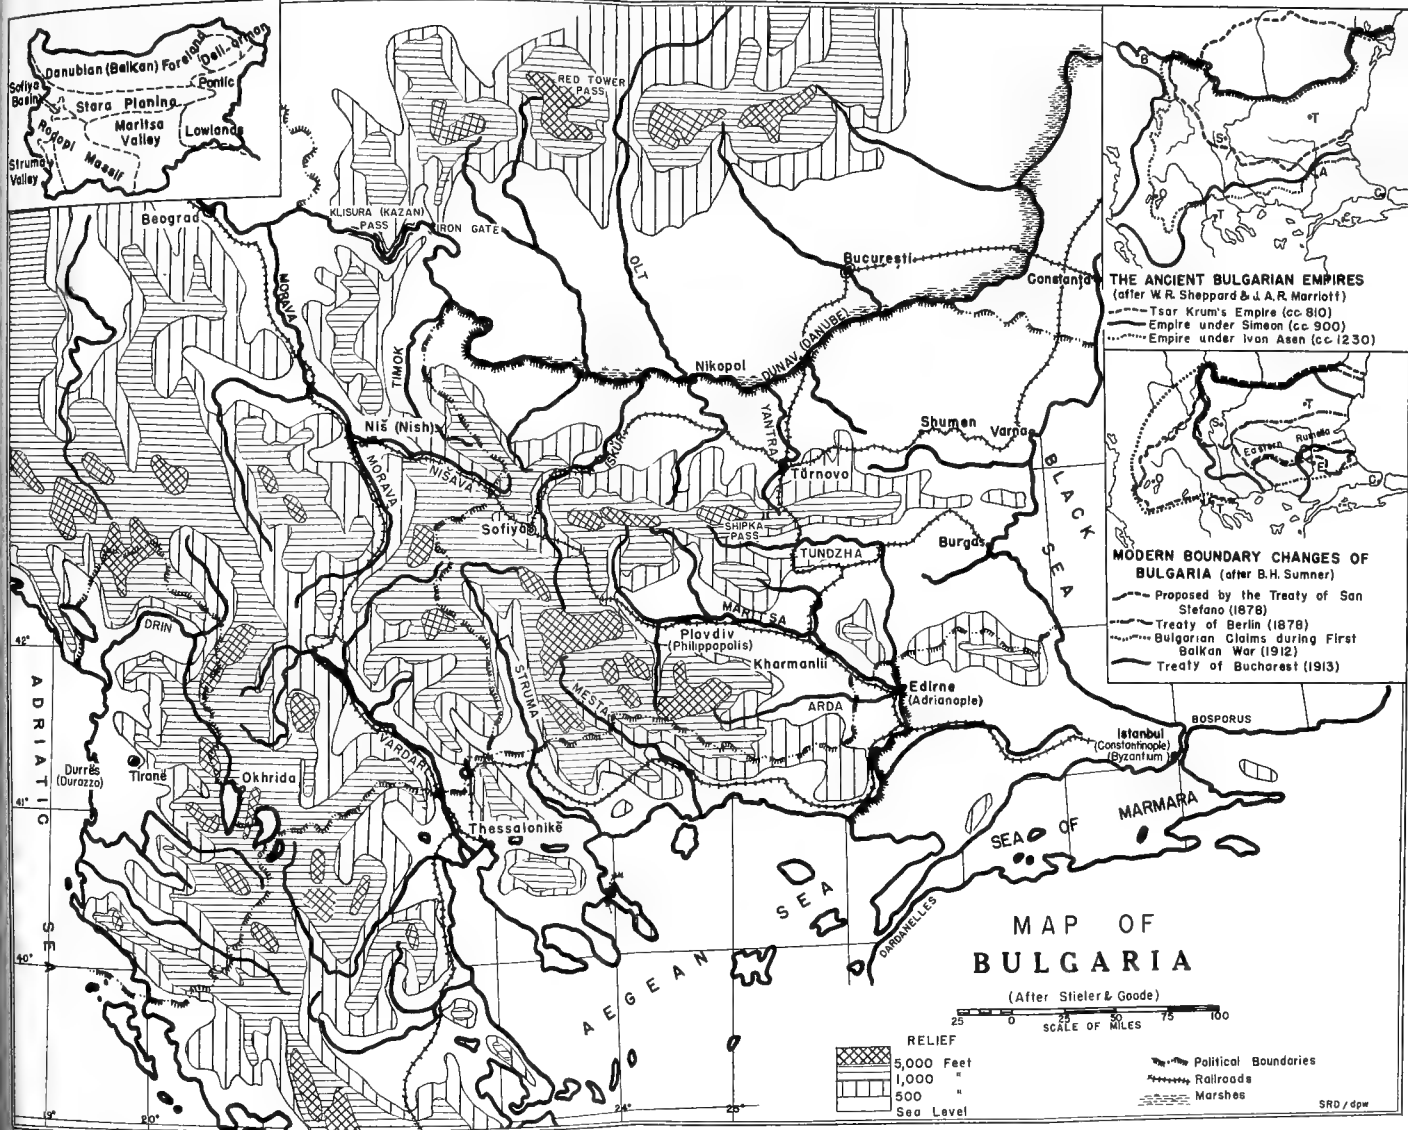 Danubian (Balkan) Foreland
Deli-orman
Sofiya
Basin
Pontic
Stara Planina
Maritsa
Valley
Lowlands
Rodopi Massif
Struma
Valley
RED TOWER
PASS
Beograd
KLISURA (KAZAN)
PASS
IRON GATE
MORAVA
OLT
Bucureşti
Constanţa
TIMOK
Nikopol
DUNAV (DANUBE)
Niš (Nish)
NIŠAVA
MORAVA
ISKUR
YANTRA
Shumen
Varna
Tŭrnovo
BLACK SEA
Sofiya
SHIPKA
PASS
TUNDZHA
Burgas
DRIN
MARITSA
Plovdiv
(Philippopolis)
Kharmanlii
STRUMA
MESTA
ARDA
Edirne
(Adrianople)
42°
ADRIATIC SEA
VARDAR
Istanbul
(Constantinople)
(Byzantium)
BOSPORUS
Durrës
(Durazzo)
Tiranë
Okhrida
41°
Thessalonikē
SEA OF MARMARA
AEGEAN SEA
DARDANELLES
40°
19°
20°
24°
25°
B
S
T
O
A
T
C
THE ANCIENT BULGARIAN EMPIRES
(after W.R. Sheppard & J.A.R. Marriott)
Tsar Krum's Empire (cc 810)
Empire under Simeon (cc 900)
Empire under Ivan Asen (cc 1230)
T
S
Eastern Rumelia
E
O
T
C
MODERN BOUNDARY CHANGES OF
BULGARIA (after B.H. Sumner)
Proposed by the Treaty of San
Stefano (1878)
Treaty of Berlin (1878)
Bulgarian Claims during First
Balkan War (1912)
Treaty of Bucharest (1913)
MAP OF
BULGARIA
(After Stieler & Goode)
25 0 25 50 75 100
SCALE OF MILES
RELIEF
5,000 Feet
1,000 "
500 "
Sea Level
Political Boundaries
Railroads
Marshes
SRD/dpw